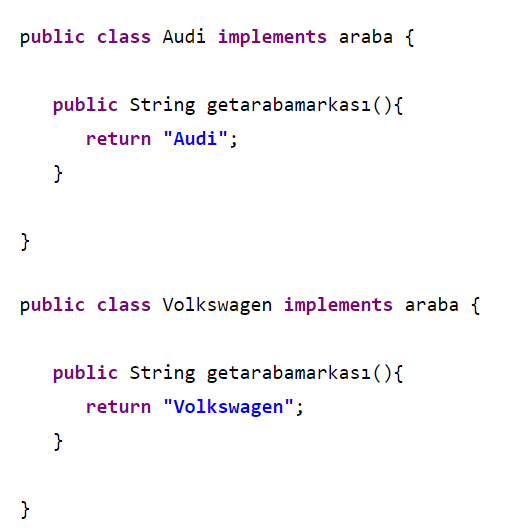 public class Audi implements araba {
public String getarabamarkası(){
return "Audi";
}
}
public class Volkswagen implements araba {
public String getarabamarkası(){
return "Volkswagen";
}
}